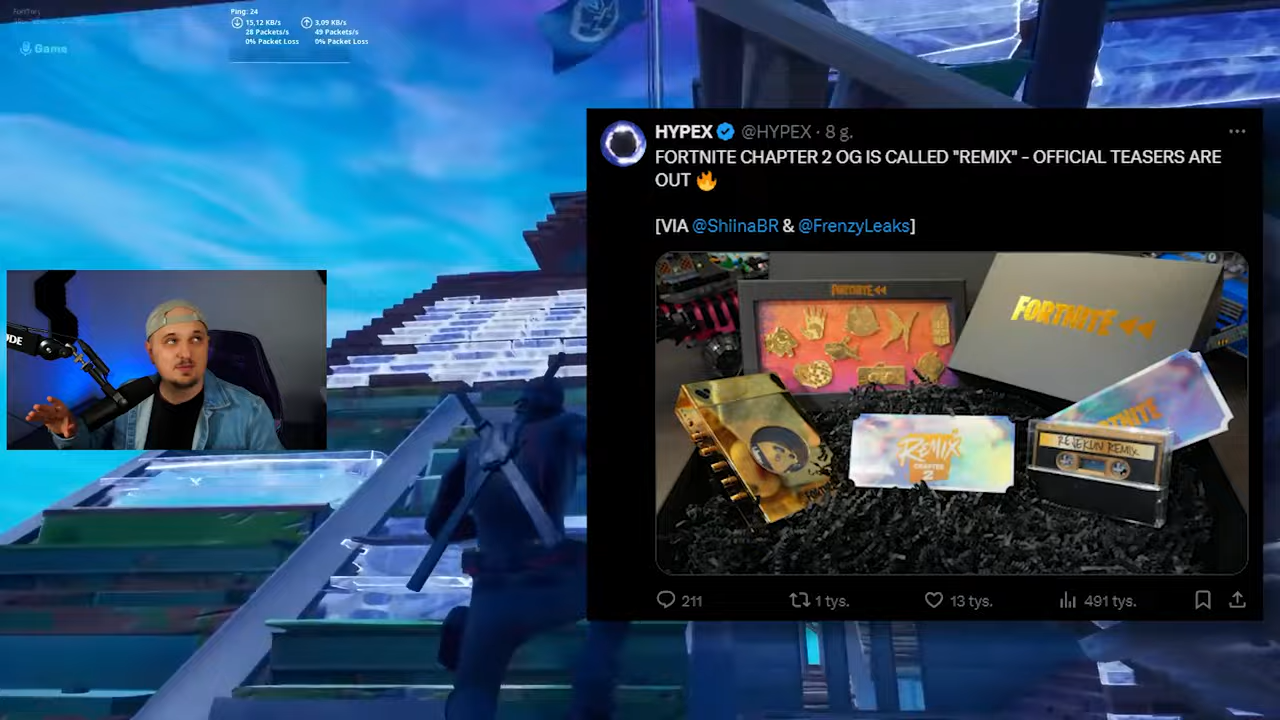 Ping: 24
15,12 KB/s 3,09 KB/s
28 Packets/s 49 Packets/s
0% Packet Loss 0% Packet Loss
Game
HYPEX @HYPEX · 8 g.
FORTNITE CHAPTER 2 OG IS CALLED "REMIX" - OFFICIAL TEASERS ARE
OUT 🔥
[VIA @ShiinaBR & @FrenzyLeaks]
FORTNITE
FORTNITE
REMIX
CHAPTER
2
REJEKUN REMIX
211 1 tys. 13 tys. 491 tys.